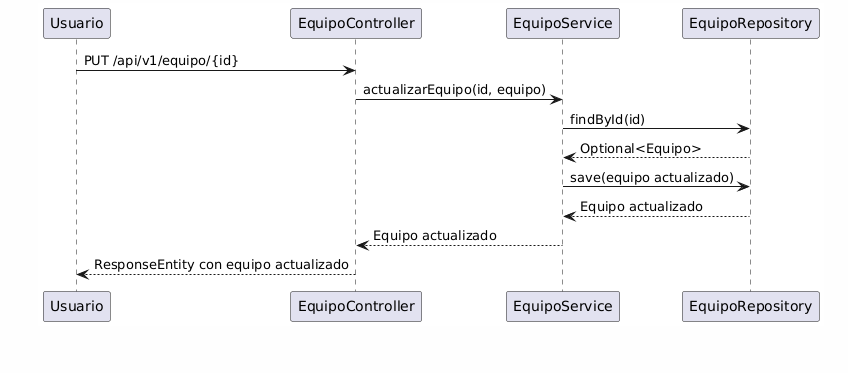 Usuario
EquipoController
EquipoService
EquipoRepository
PUT /api/v1/equipo/{id}
actualizarEquipo(id, equipo)
findById(id)
Optional<Equipo>
save(equipo actualizado)
Equipo actualizado
Equipo actualizado
ResponseEntity con equipo actualizado
Usuario
EquipoController
EquipoService
EquipoRepository